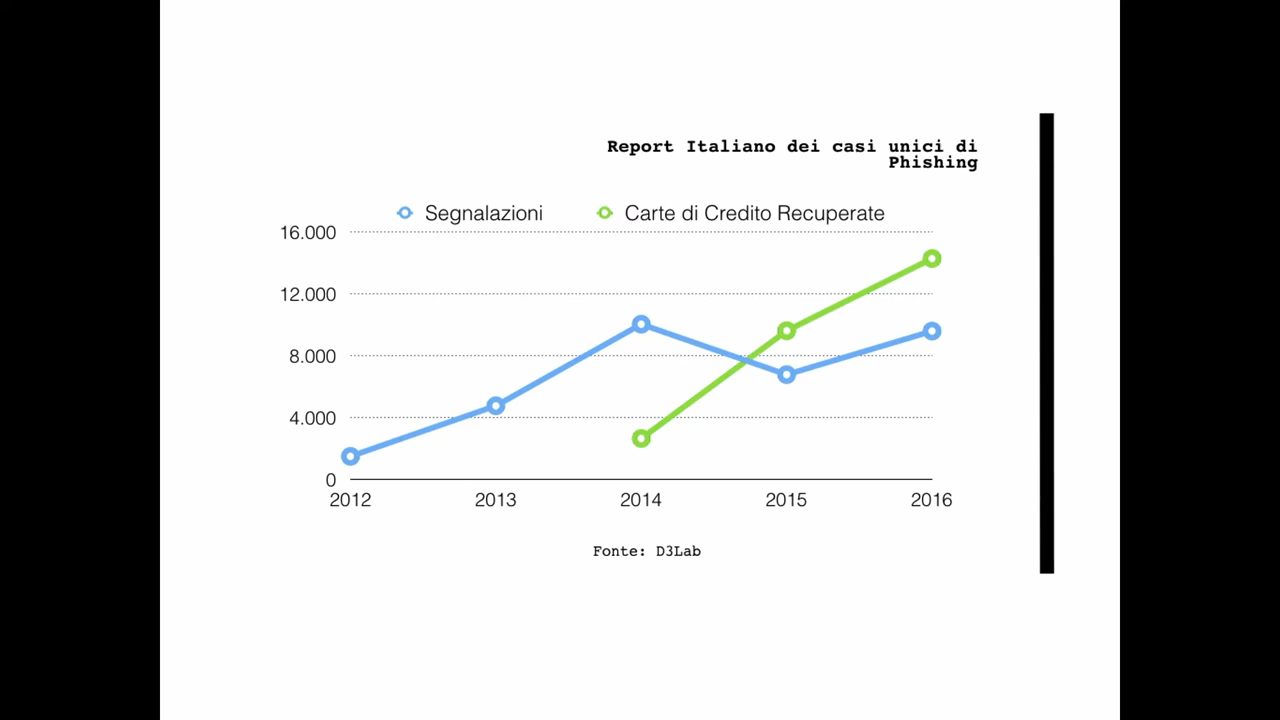 Report Italiano dei casi unici di
Phishing
Segnalazioni
Carte di Credito Recuperate
16.000
12.000
8.000
4.000
0
2012
2013
2014
2015
2016
Fonte: D3Lab